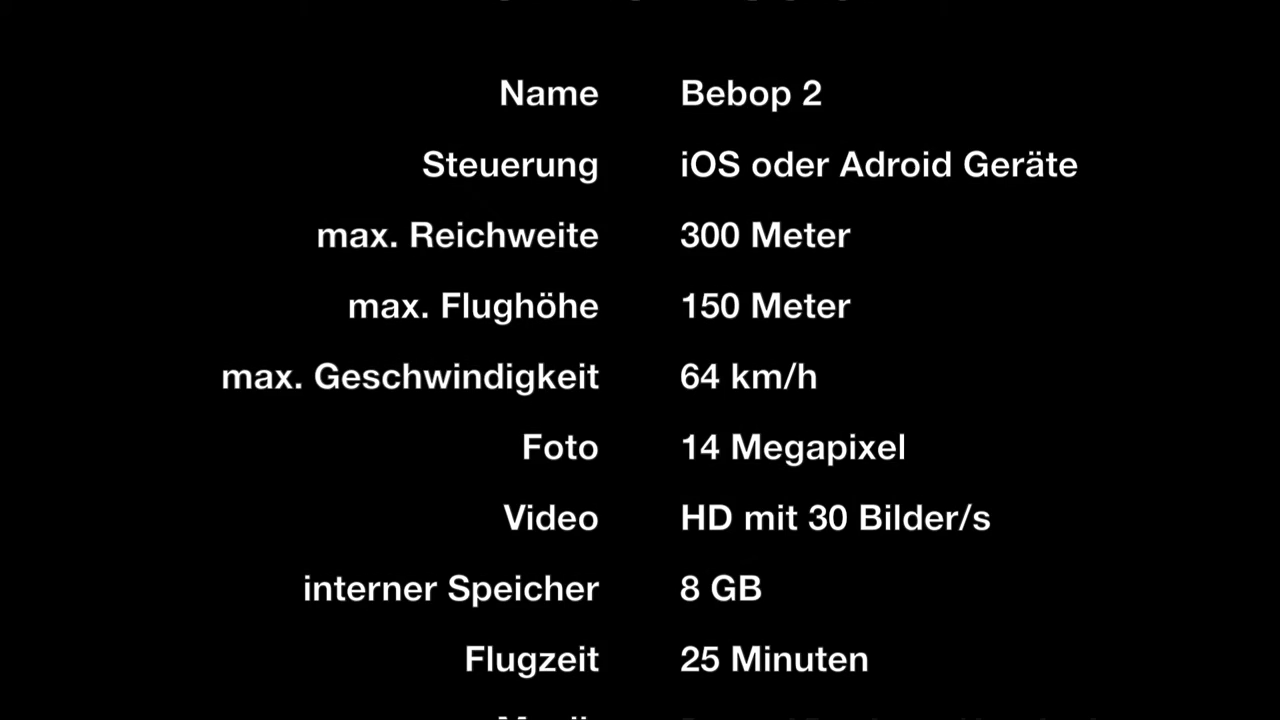 Name Bebop 2
Steuerung iOS oder Adroid Geräte
max. Reichweite 300 Meter
max. Flughöhe 150 Meter
max. Geschwindigkeit 64 km/h
Foto 14 Megapixel
Video HD mit 30 Bilder/s
interner Speicher 8 GB
Flugzeit 25 Minuten